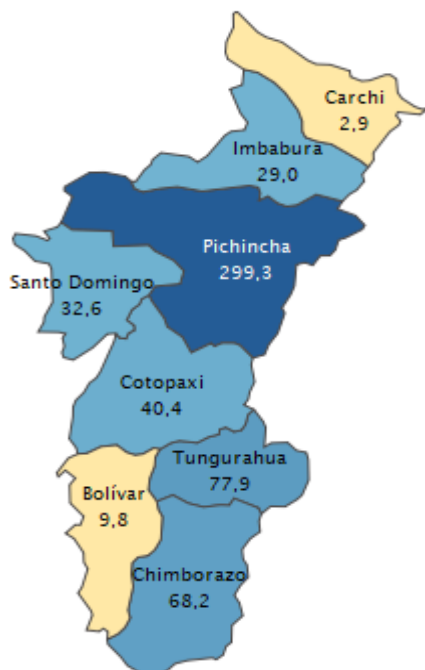 Carchi
2,9
Imbabura
29,0
Pichincha
299,3
Santo Domingo
32,6
Cotopaxi
40,4
Tungurahua
77,9
Bolívar
9,8
Chimborazo
68,2